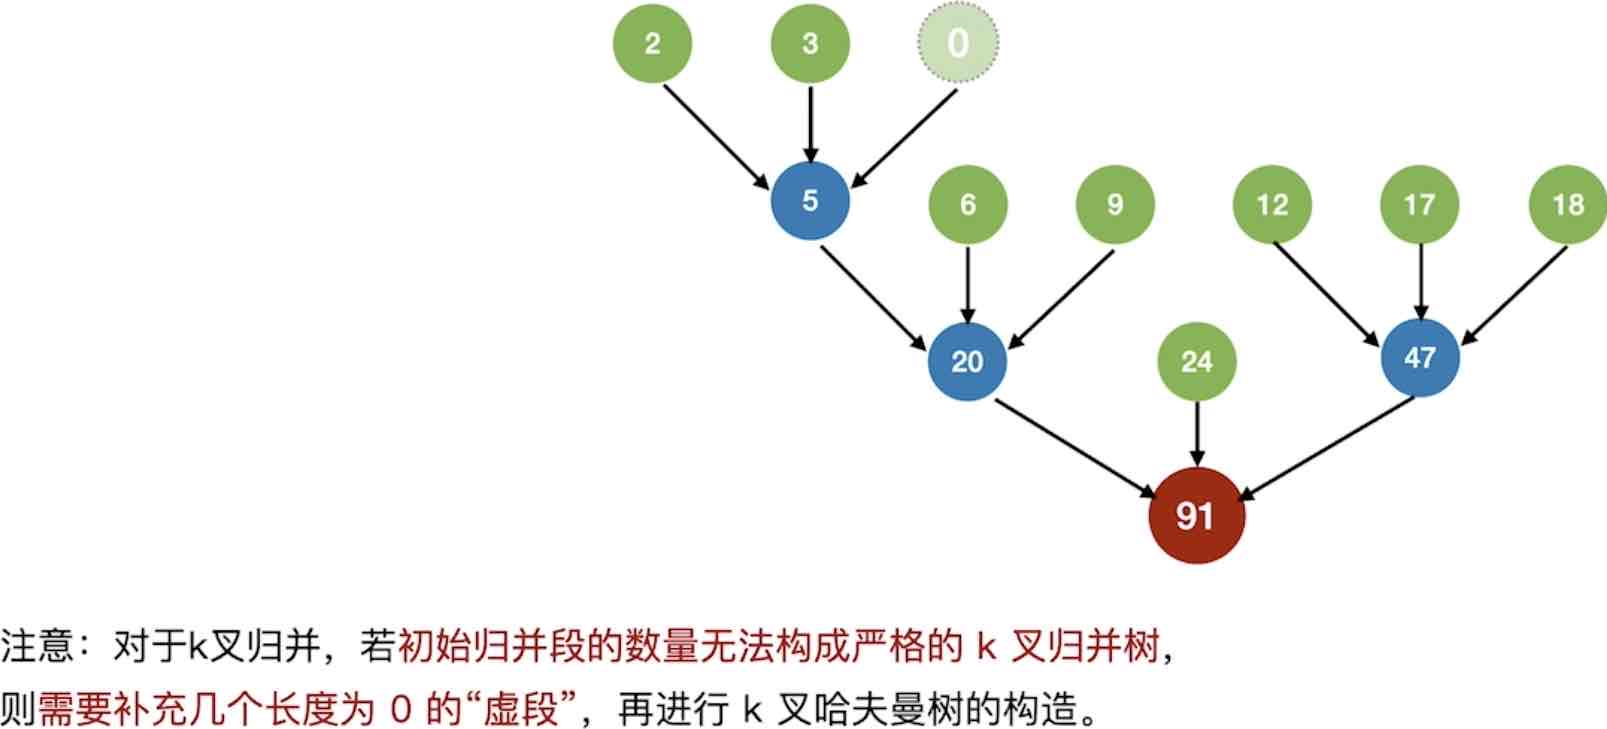 2 3 0
5 6 9 12 17 18
20 24 47
91
注意：对于k叉归并，若初始归并段的数量无法构成严格的 k 叉归并树，
则需要补充几个长度为 0 的“虚段”，再进行 k 叉哈夫曼树的构造。